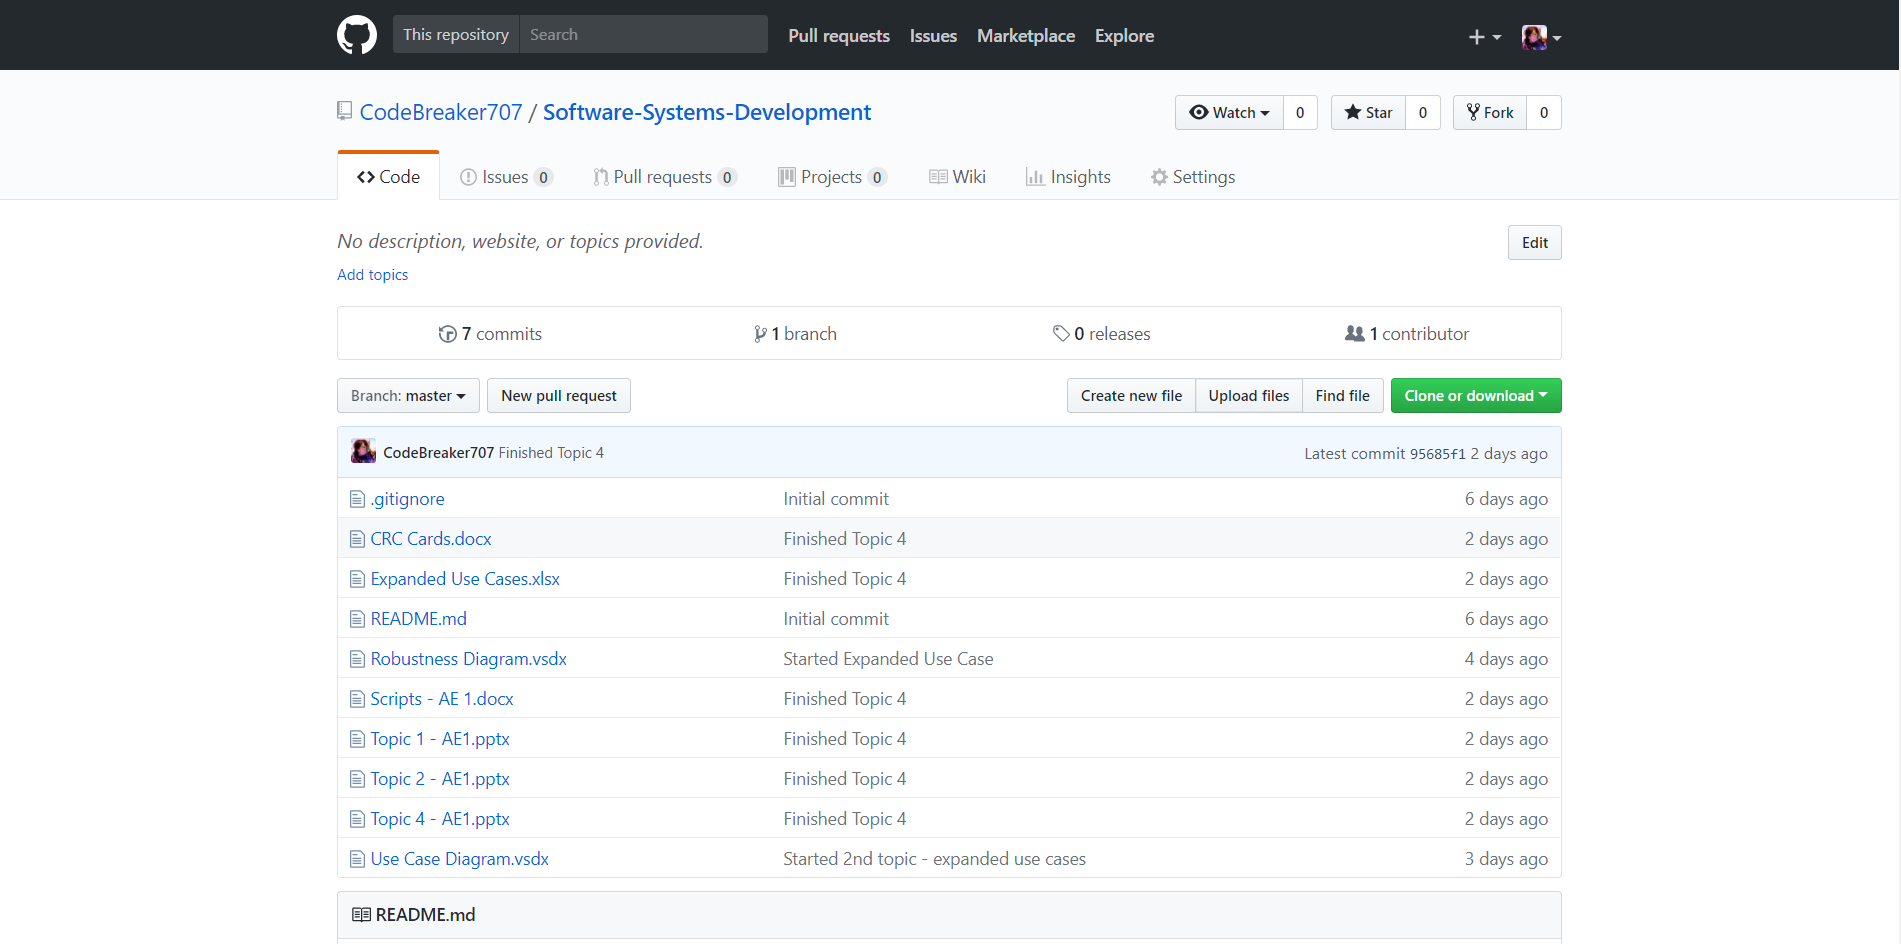 This repository Search Pull requests Issues Marketplace Explore
CodeBreaker707 / Software-Systems-Development Watch 0 Star 0 Fork 0
Code Issues 0 Pull requests 0 Projects 0 Wiki Insights Settings
No description, website, or topics provided. Edit
Add topics
7 commits 1 branch 0 releases 1 contributor
Branch: master New pull request Create new file Upload files Find file Clone or download
CodeBreaker707 Finished Topic 4 Latest commit 95685f1 2 days ago
.gitignore Initial commit 6 days ago
CRC Cards.docx Finished Topic 4 2 days ago
Expanded Use Cases.xlsx Finished Topic 4 2 days ago
README.md Initial commit 6 days ago
Robustness Diagram.vsdx Started Expanded Use Case 4 days ago
Scripts - AE 1.docx Finished Topic 4 2 days ago
Topic 1 - AE1.pptx Finished Topic 4 2 days ago
Topic 2 - AE1.pptx Finished Topic 4 2 days ago
Topic 4 - AE1.pptx Finished Topic 4 2 days ago
Use Case Diagram.vsdx Started 2nd topic - expanded use cases 3 days ago
README.md